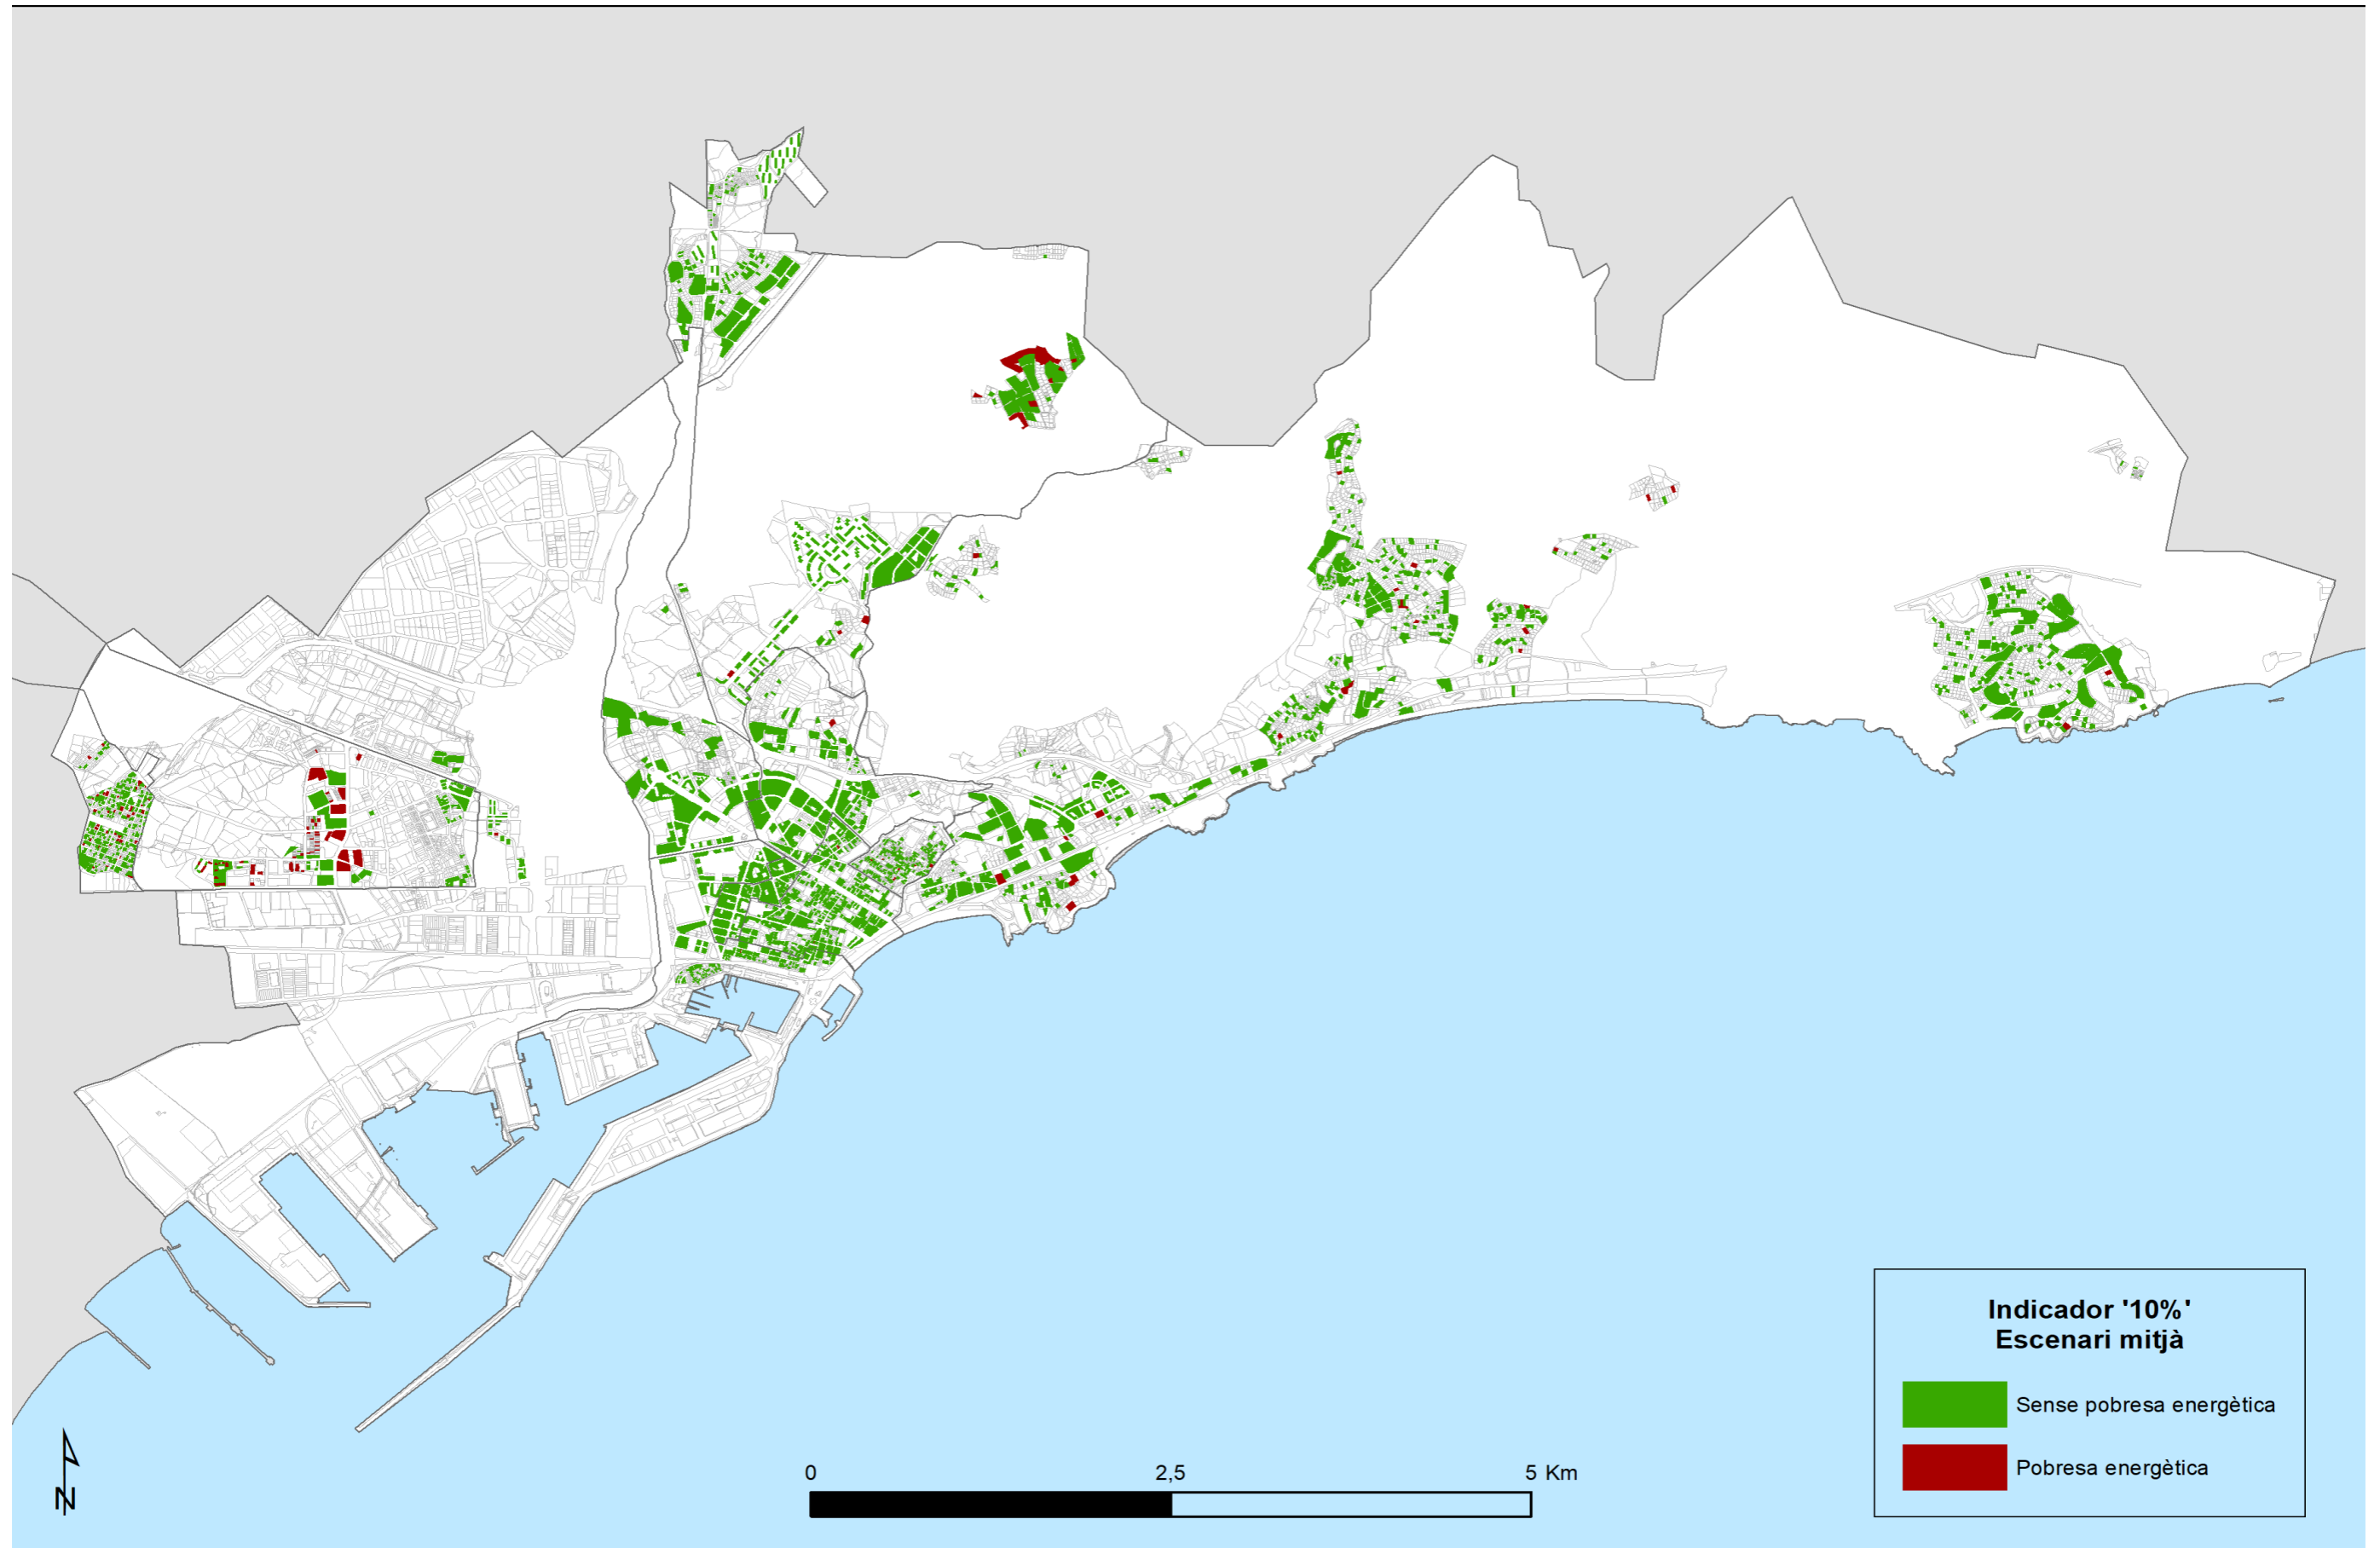 Indicador '10%'
Escenari mitjà
Sense pobresa energètica
Pobresa energètica
0 2,5 5 Km
N